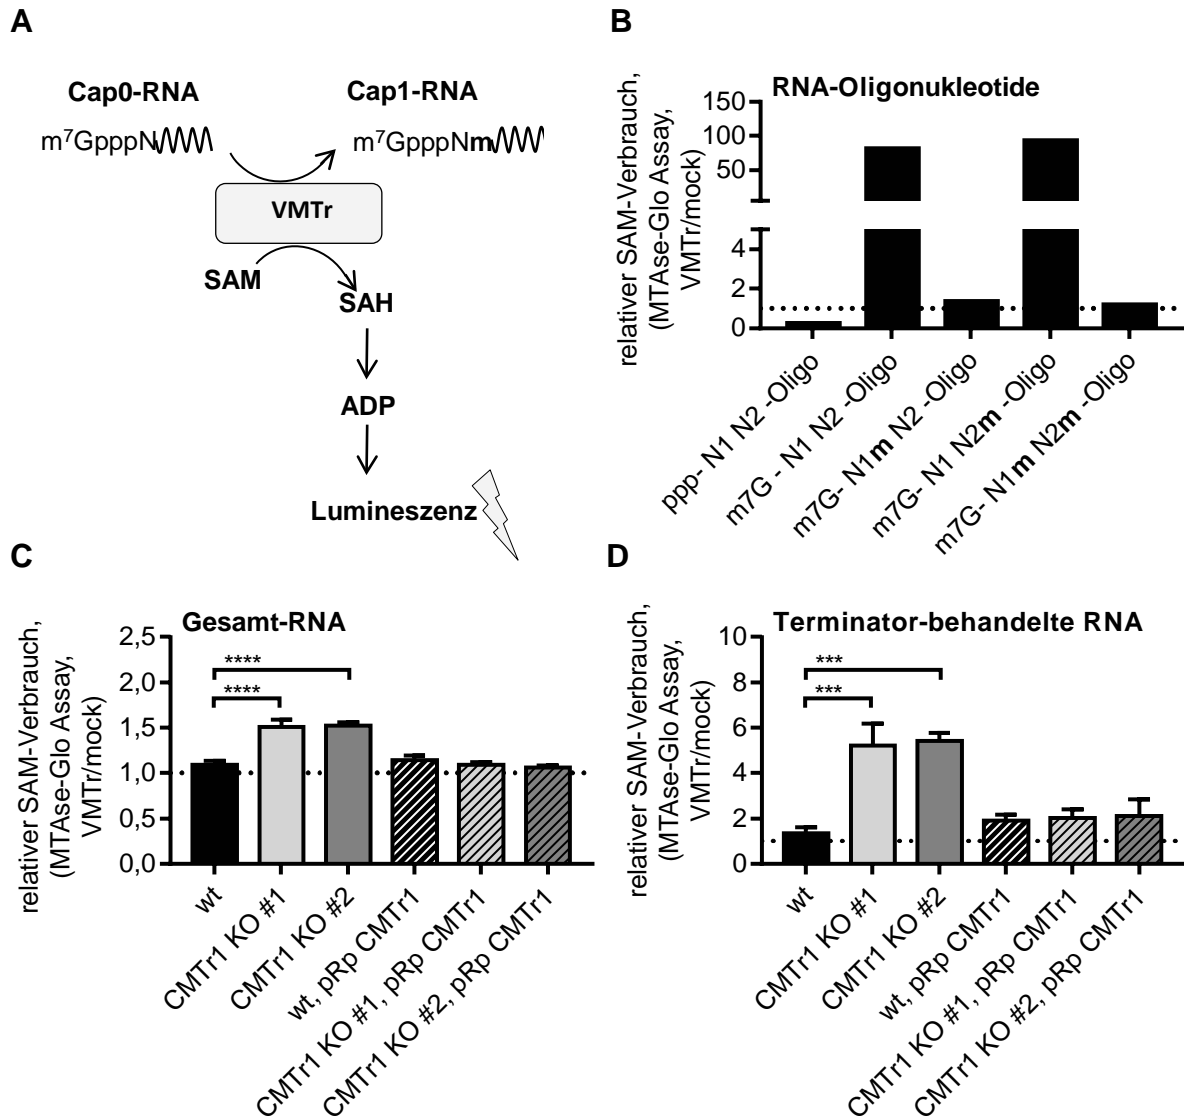 A
Cap0-RNA
Cap1-RNA
m⁷GpppN
m⁷GpppNm
VMTr
SAM
SAH
ADP
Lumineszenz
B
RNA-Oligonukleotide
relativer SAM-Verbrauch,
(MTAse-Glo Assay,
VMTr/mock)
150
100
50
4
2
0
ppp- N1 N2 -Oligo
m7G - N1 N2 -Oligo
m7G- N1m N2 -Oligo
m7G- N1 N2m -Oligo
m7G- N1m N2m -Oligo
C
Gesamt-RNA
relativer SAM-Verbrauch,
(MTAse-Glo Assay,
VMTr/mock)
2,5
2,0
1,5
1,0
0,5
0,0
****
****
wt
CMTr1 KO #1
CMTr1 KO #2
wt, pRp CMTr1
CMTr1 KO #1, pRp CMTr1
CMTr1 KO #2, pRp CMTr1
D
Terminator-behandelte RNA
relativer SAM-Verbrauch,
(MTAse-Glo Assay,
VMTr/mock)
10
8
6
4
2
0
***
***
wt
CMTr1 KO #1
CMTr1 KO #2
wt, pRp CMTr1
CMTr1 KO #1, pRp CMTr1
CMTr1 KO #2, pRp CMTr1